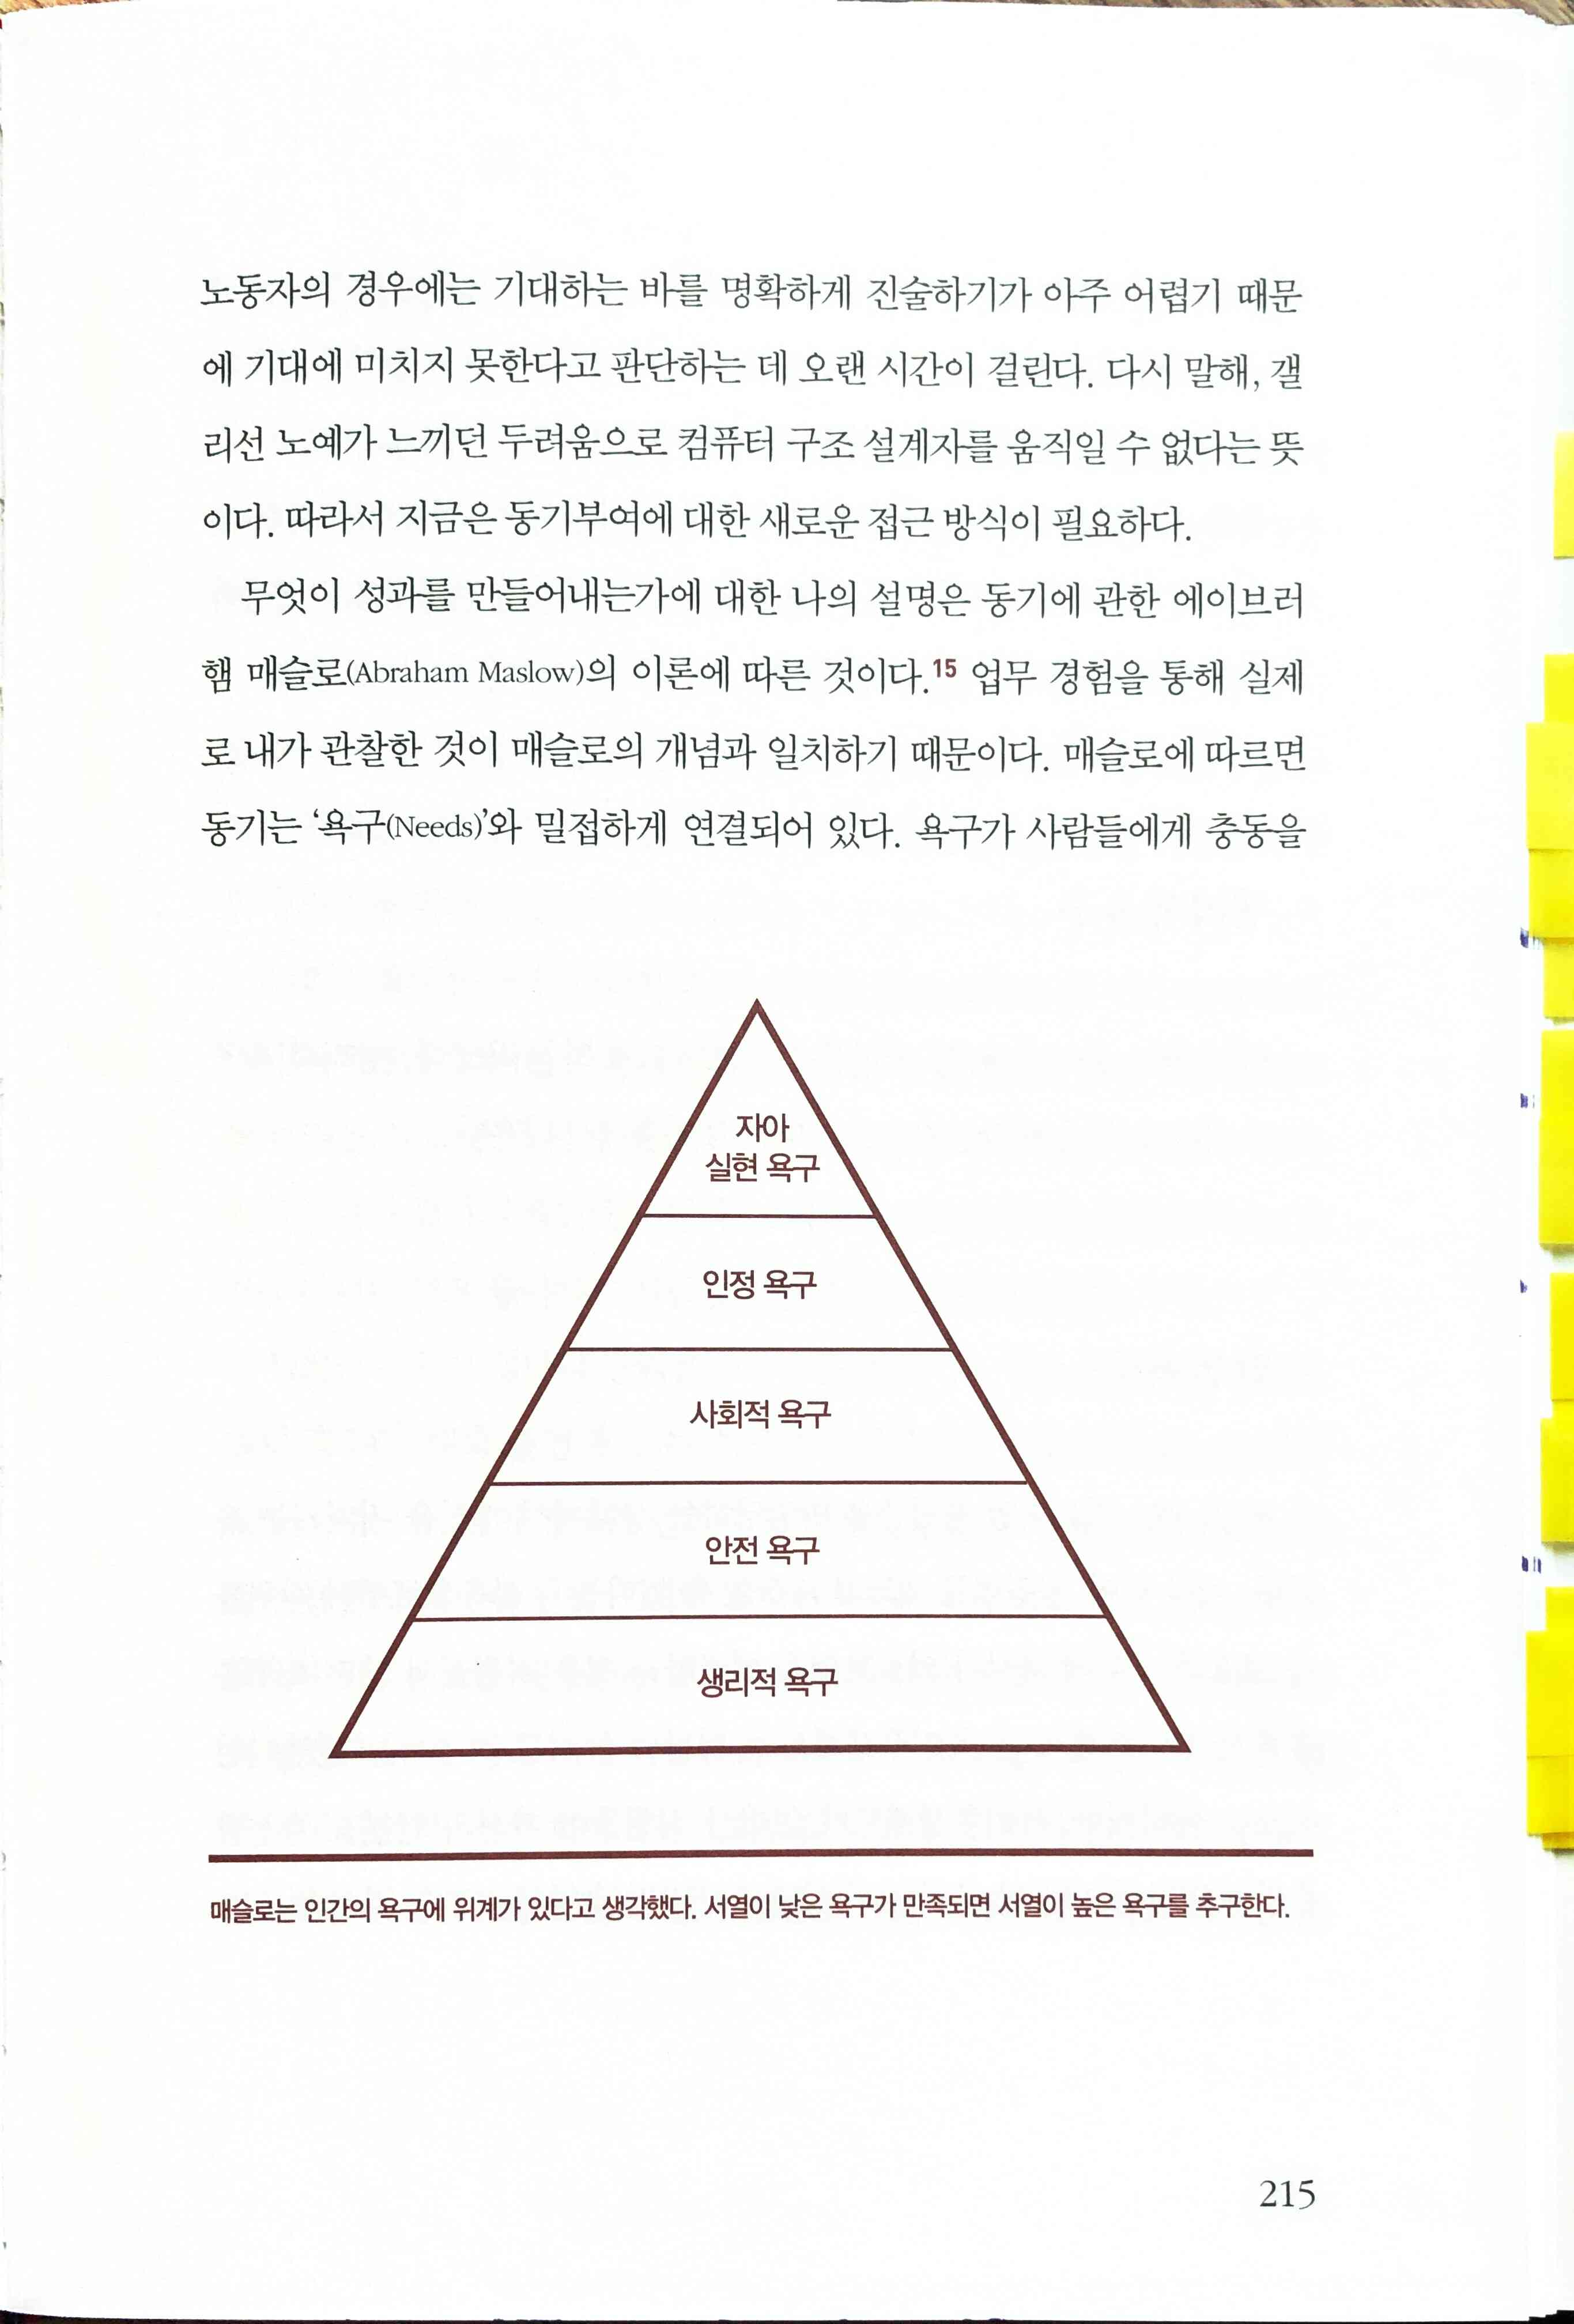 노동자의 경우에는 기대하는 바를 명확하게 진술하기가 아주 어렵기 때문
에 기대에 미치지 못한다고 판단하는 데 오랜 시간이 걸린다. 다시 말해, 갤
리선 노예가 느끼던 두려움으로 컴퓨터 구조 설계자를 움직일 수 없다는 뜻
이다. 따라서 지금은 동기부여에 대한 새로운 접근 방식이 필요하다.
무엇이 성과를 만들어내는가에 대한 나의 설명은 동기에 관한 에이브러
햄 매슬로(Abraham Maslow)의 이론에 따른 것이다.15 업무 경험을 통해 실제
로 내가 관찰한 것이 매슬로의 개념과 일치하기 때문이다. 매슬로에 따르면
동기는 ‘욕구(Needs)’와 밀접하게 연결되어 있다. 욕구가 사람들에게 충동을
자아
실현 욕구
인정 욕구
사회적 욕구
안전 욕구
생리적 욕구
매슬로는 인간의 욕구에 위계가 있다고 생각했다. 서열이 낮은 욕구가 만족되면 서열이 높은 욕구를 추구한다.
215